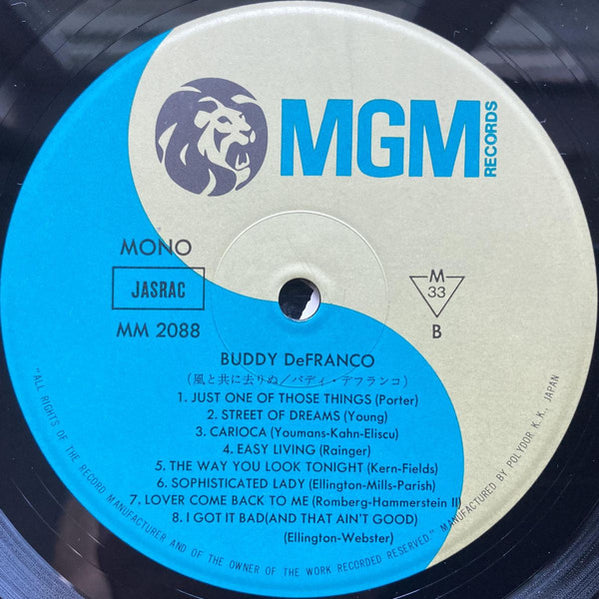 MGM
RECORDS
MONO
JASRAC
MM 2088
M
33
B
BUDDY DeFRANCO
(風と共に去りぬ/バディ・デフランコ)
1. JUST ONE OF THOSE THINGS (Porter)
2. STREET OF DREAMS (Young)
3. CARIOCA (Youmans-Kahn-Eliscu)
4. EASY LIVING (Rainger)
5. THE WAY YOU LOOK TONIGHT (Kern-Fields)
6. SOPHISTICATED LADY (Ellington-Mills-Parish)
7. LOVER COME BACK TO ME (Romberg-Hammerstein II)
8. I GOT IT BAD(AND THAT AIN'T GOOD)
(Ellington-Webster)
"ALL RIGHTS OF THE RECORD MANUFACTURER AND OF THE OWNER OF THE WORK RECORDED RESERVED." MANUFACTURED BY POLYDOR K. K., JAPAN